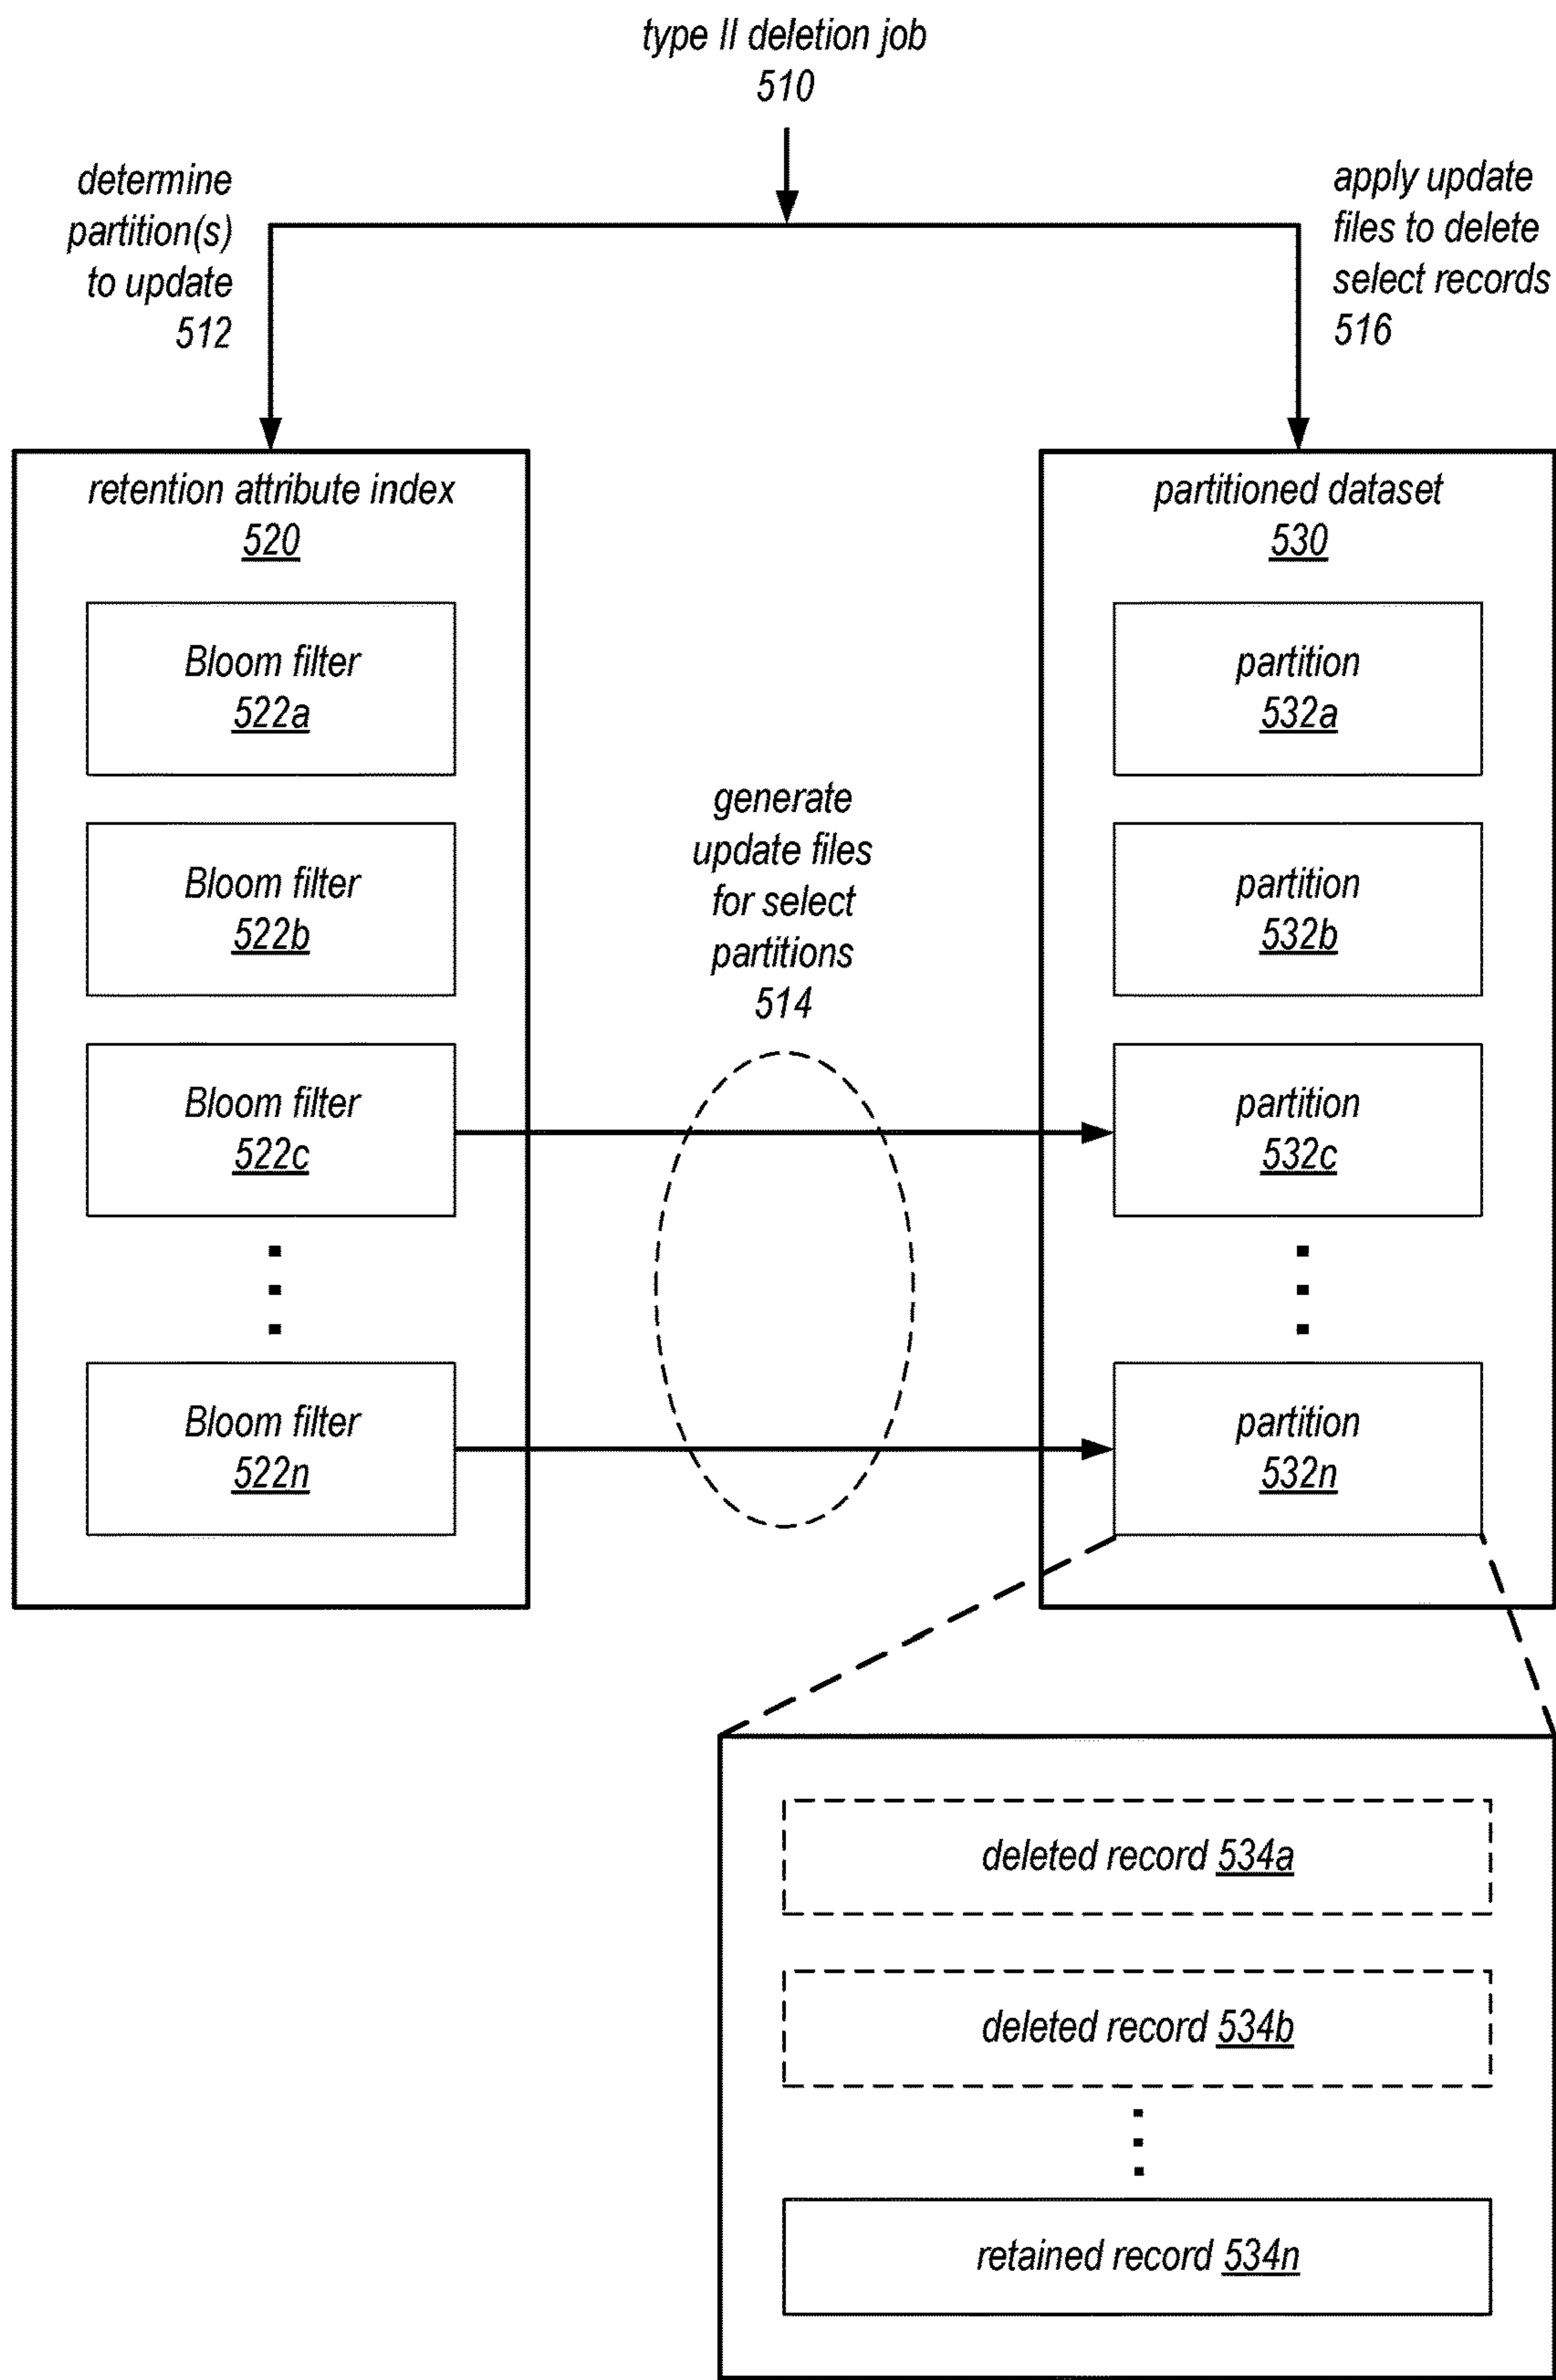 type II deletion job
510
determine
partition(s)
to update
512
apply update
files to delete
select records
516
retention attribute index
520
Bloom filter
522a
Bloom filter
522b
Bloom filter
522c
Bloom filter
522n
generate
update files
for select
partitions
514
partitioned dataset
530
partition
532a
partition
532b
partition
532c
partition
532n
deleted record 534a
deleted record 534b
retained record 534n